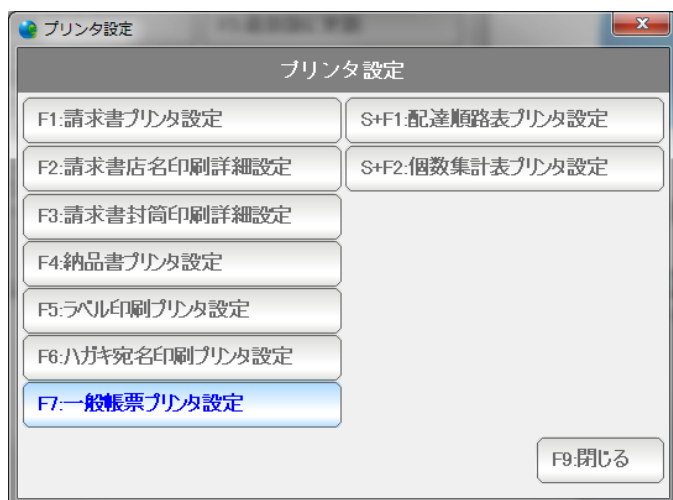 プリンタ設定
プリンタ設定
F1:請求書プリンタ設定
F2:請求書店名印刷詳細設定
F3:請求書封筒印刷詳細設定
F4:納品書プリンタ設定
F5:ラベル印刷プリンタ設定
F6:ハガキ宛名印刷プリンタ設定
F7:一般帳票プリンタ設定
S+F1:配達順路表プリンタ設定
S+F2:個数集計表プリンタ設定
F9:閉じる